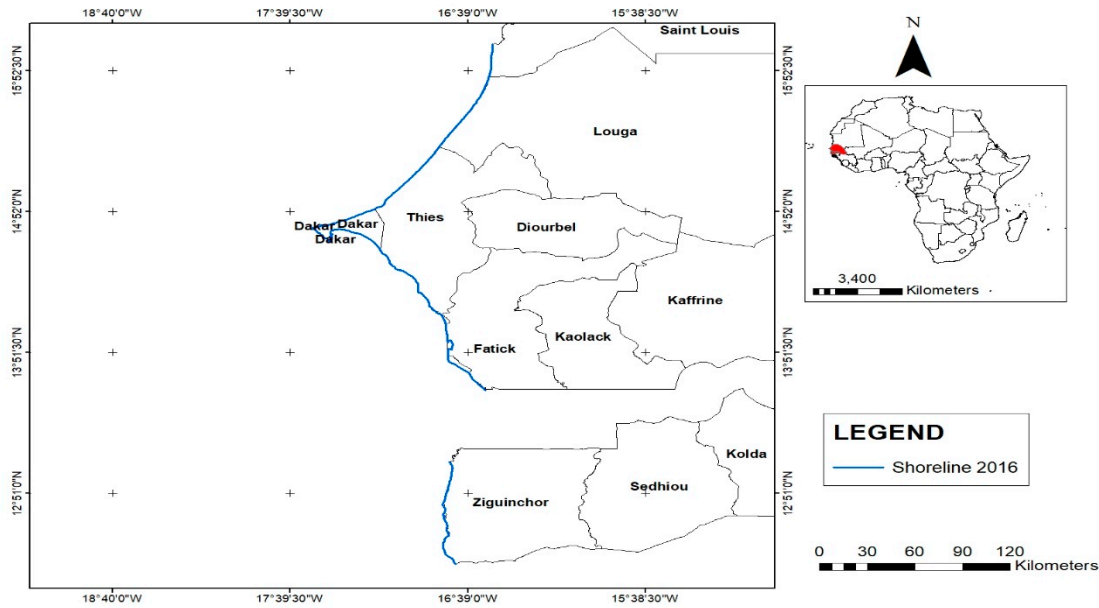 18°40'0"W
17°39'30"W
16°39'0"W
15°38'30"W
Saint Louis
N
15°52'30"N
15°52'30"N
Louga
14°52'0"N
14°52'0"N
Thies
Dakar
Dakar
Dakar
Diourbel
3,400
Kilometers
Kaffrine
Kaolack
Fatick
13°51'30"N
13°51'30"N
LEGEND
Shoreline 2016
Kolda
Sedhiou
Ziguinchor
12°51'0"N
12°51'0"N
0 30 60 90 120
Kilometers
18°40'0"W
17°39'30"W
16°39'0"W
15°38'30"W